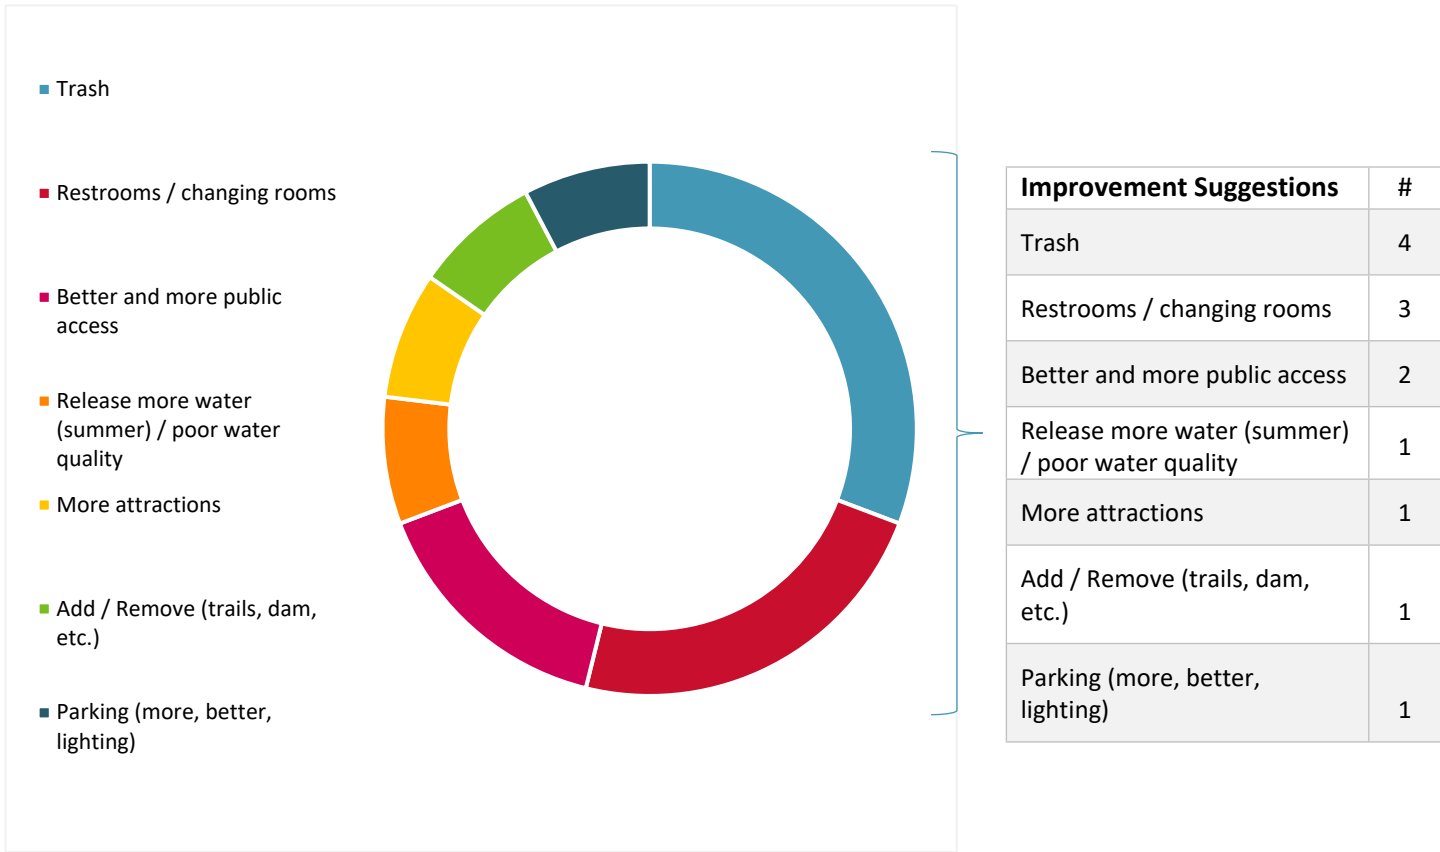 Trash
Restrooms / changing rooms
Better and more public
access
Release more water
(summer) / poor water
quality
More attractions
Add / Remove (trails, dam,
etc.)
Parking (more, better,
lighting)
Improvement Suggestions #
Trash 4
Restrooms / changing rooms 3
Better and more public access 2
Release more water (summer)
/ poor water quality 1
More attractions 1
Add / Remove (trails, dam,
etc.) 1
Parking (more, better,
lighting) 1